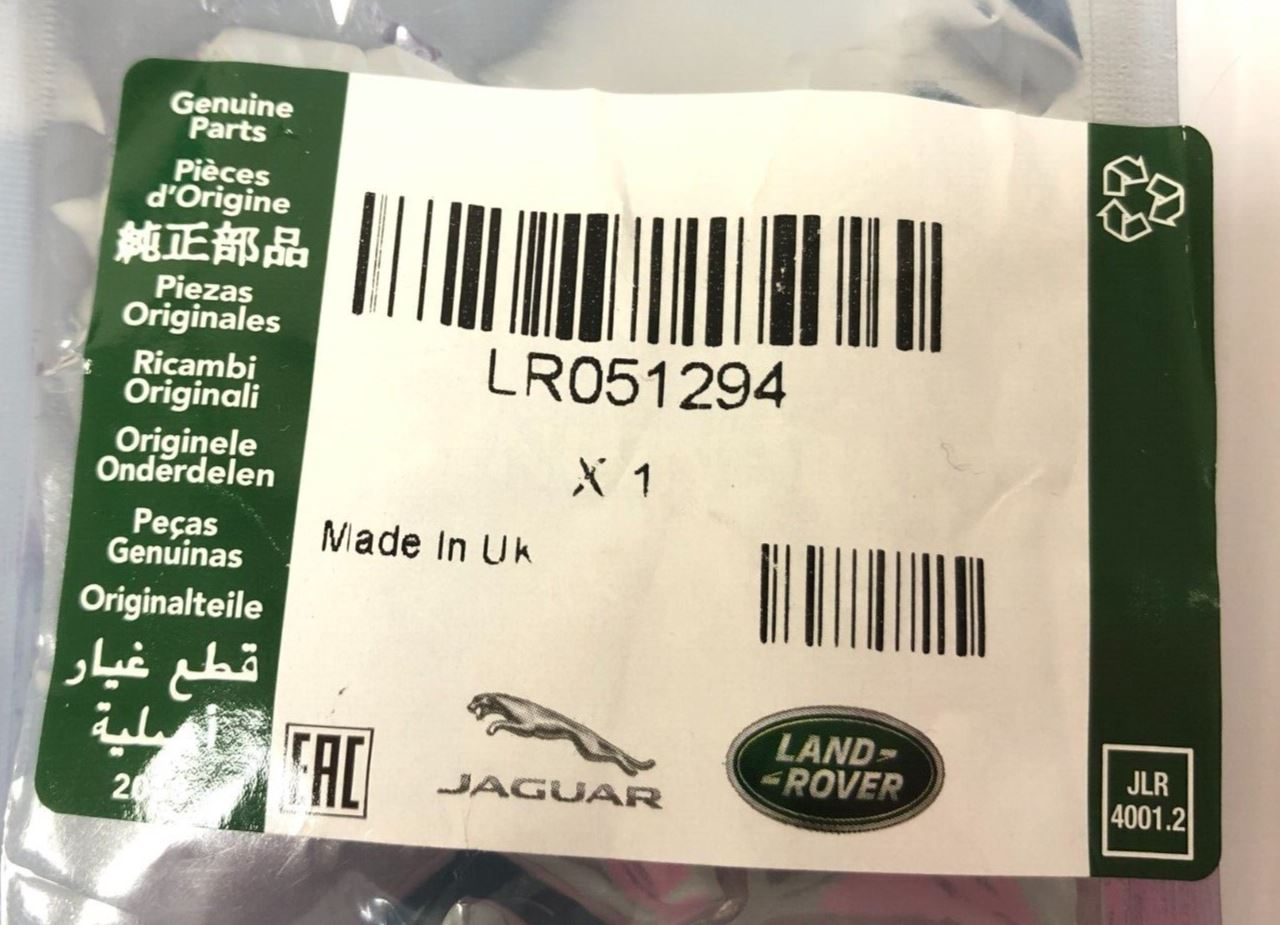 Genuine
Parts
Pièces
d'Origine
純正部品
Piezas
Originales
Ricambi
Originali
Originele
Onderdelen
Peças
Genuinas
Originalteile
قطع غيار
LR051294
X 1
Made In Uk
EAC
JAGUAR
LAND
ROVER
JLR
4001.2